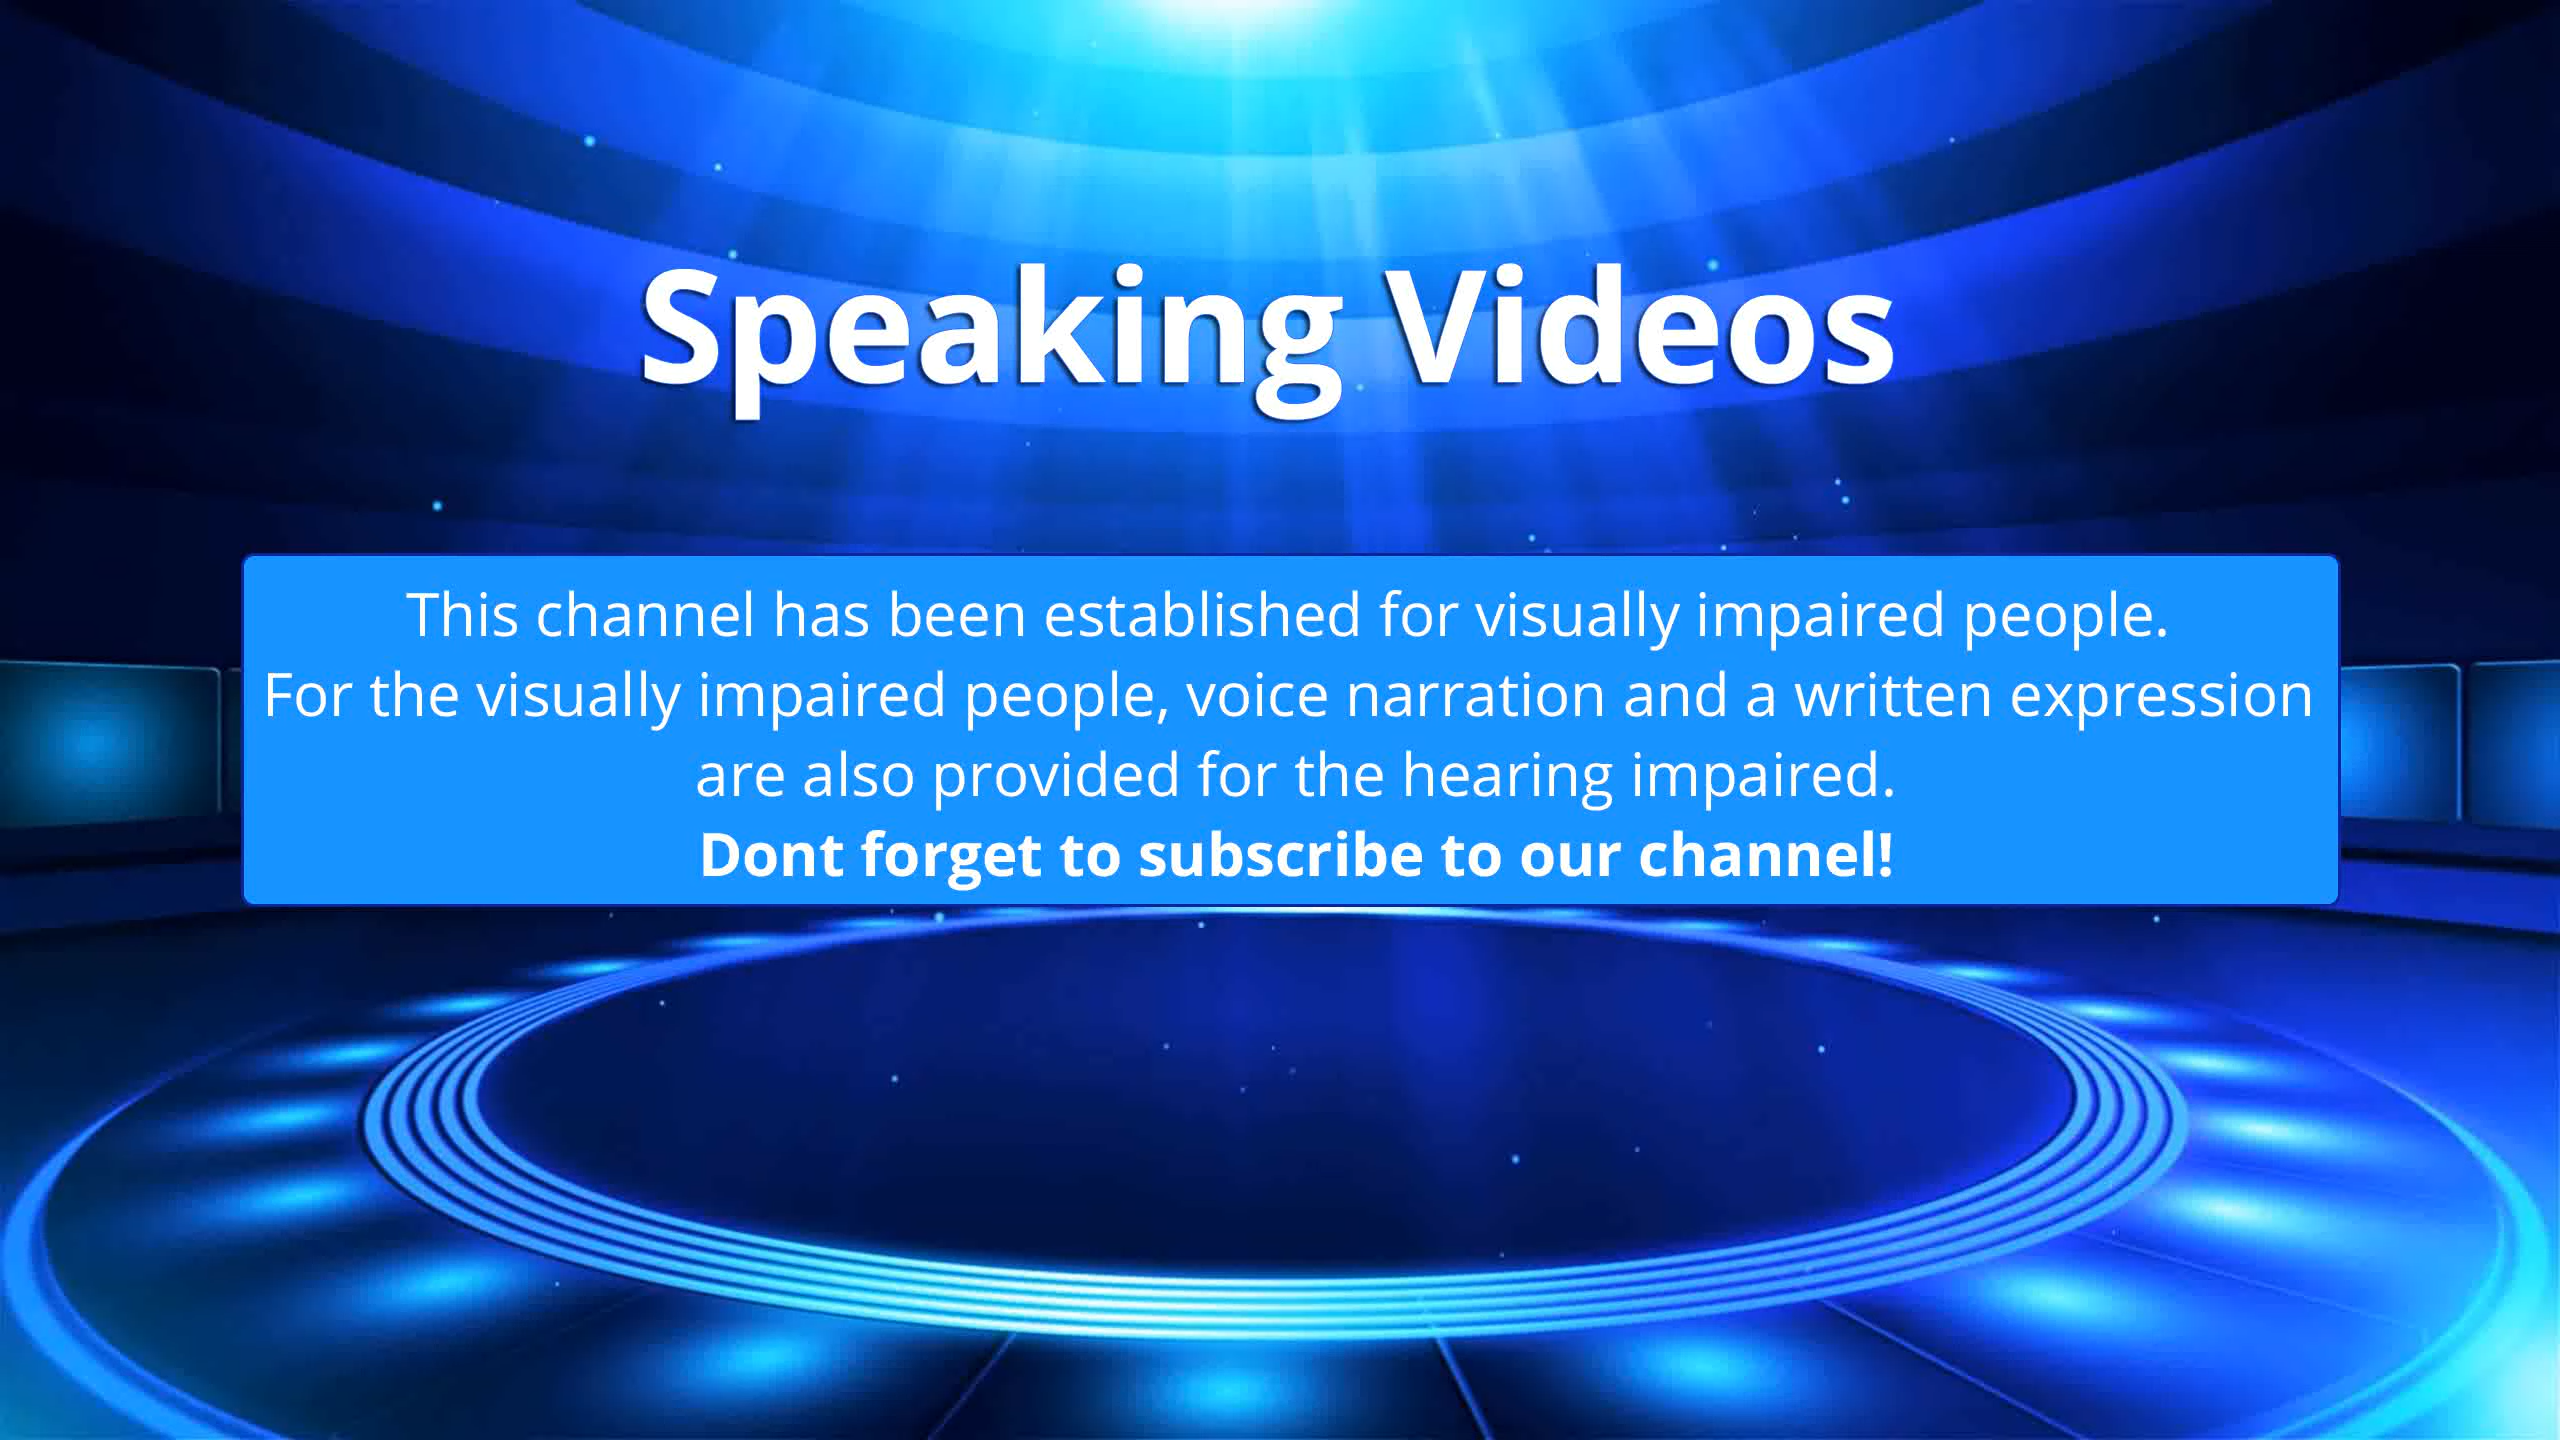 Speaking Videos
This channel has been established for visually impaired people.
For the visually impaired people, voice narration and a written expression
are also provided for the hearing impaired.
Dont forget to subscribe to our channel!